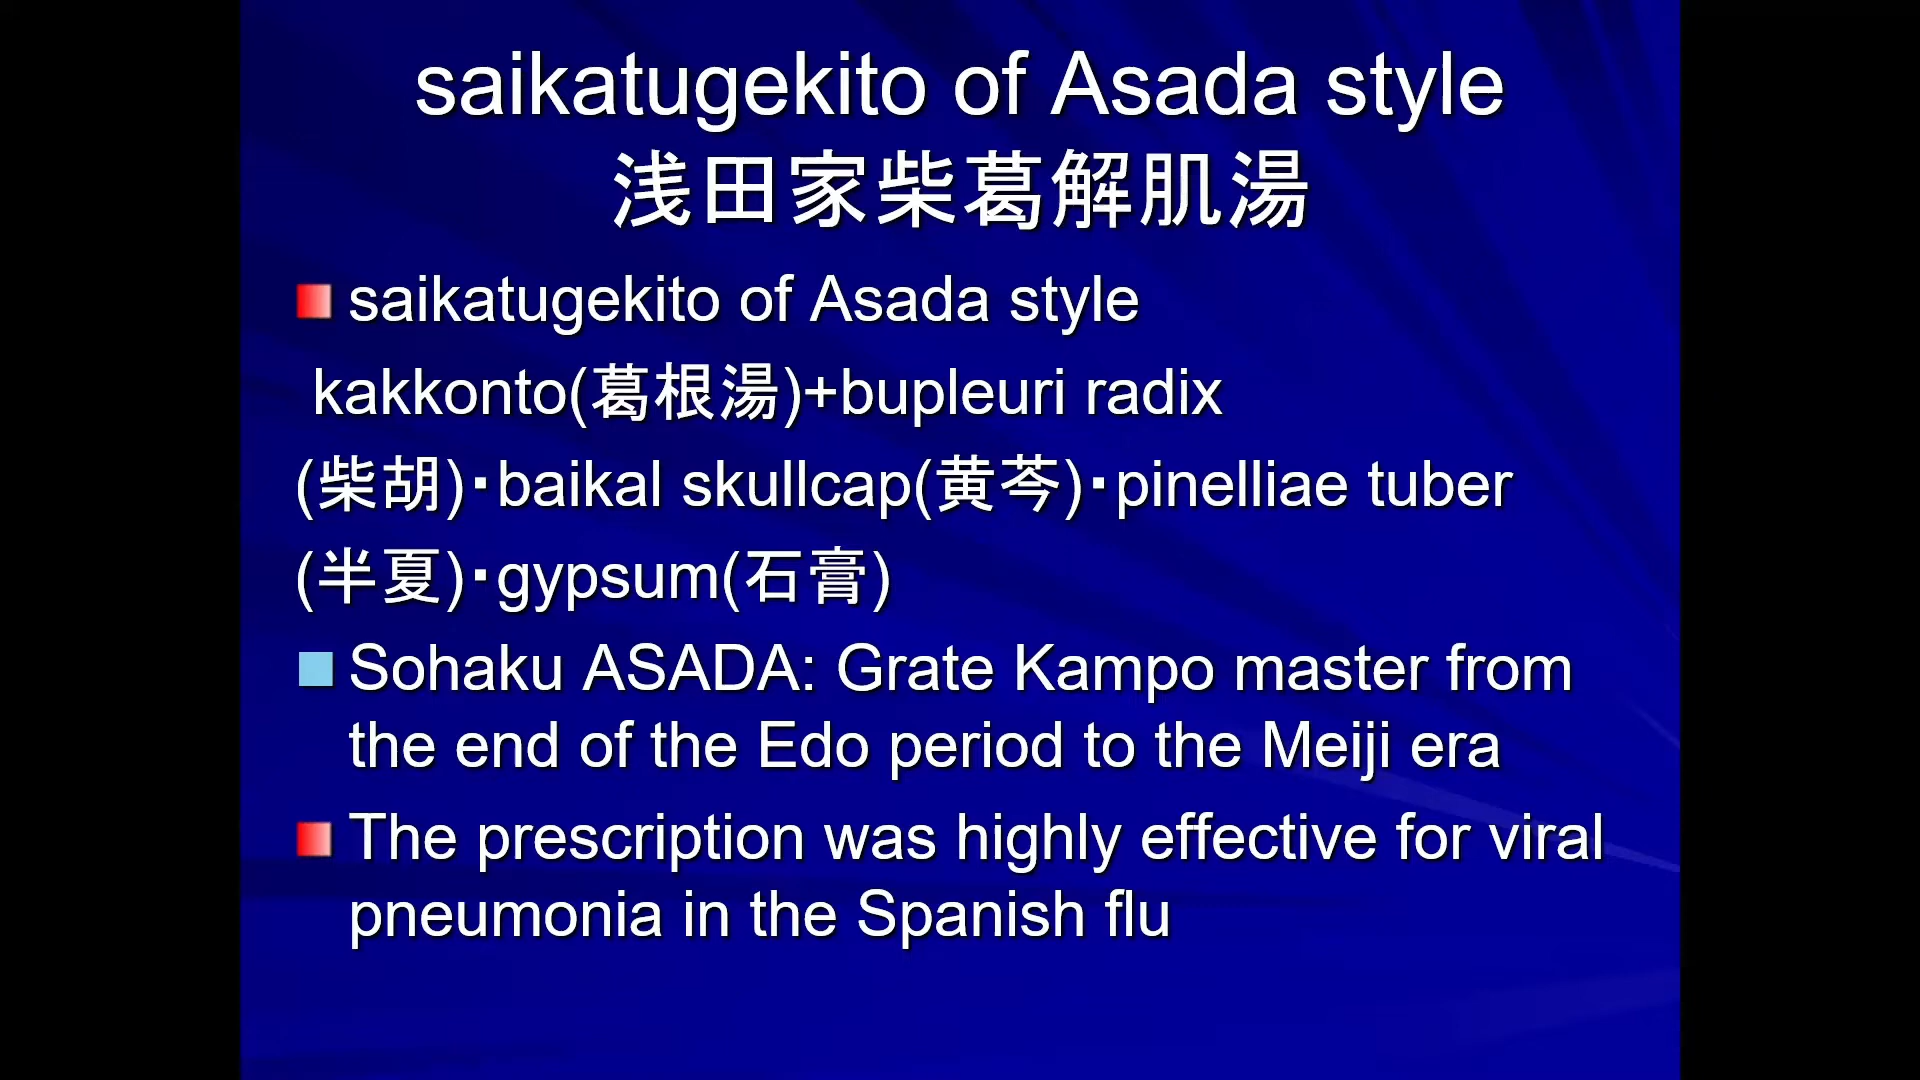 saikatugekito of Asada style
浅田家柴葛解肌湯
saikatugekito of Asada style
kakkonto(葛根湯)+bupleuri radix
(柴胡)・baikal skullcap(黄芩)・pinelliae tuber
(半夏)・gypsum(石膏)
Sohaku ASADA: Grate Kampo master from
the end of the Edo period to the Meiji era
The prescription was highly effective for viral
pneumonia in the Spanish flu